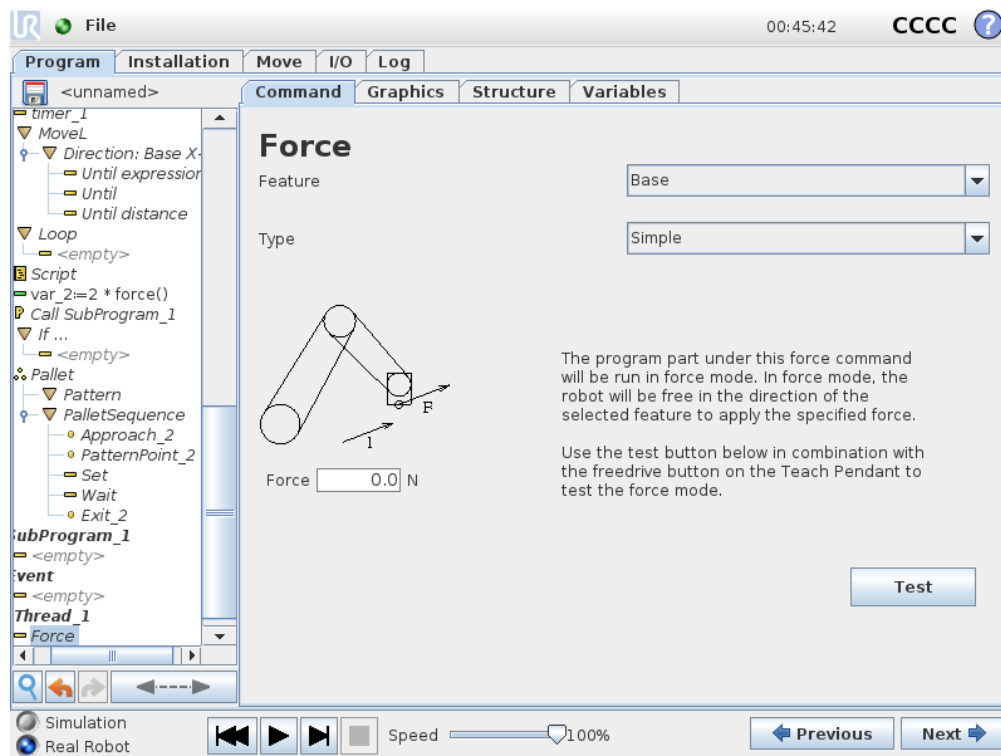 UR File 00:45:42 CCCC ?
Program Installation Move I/O Log
<unnamed> Command Graphics Structure Variables
timer_1
MoveL
Direction: Base X-
Until expression
Until
Until distance
Loop
<empty>
Script
var_2:=2 * force()
Call SubProgram_1
If ...
<empty>
Pallet
Pattern
PalletSequence
Approach_2
PatternPoint_2
Set
Wait
Exit_2
SubProgram_1
<empty>
Event
<empty>
Thread_1
Force
Force
Feature Base
Type Simple
F
1
Force 0.0 N
The program part under this force command
will be run in force mode. In force mode, the
robot will be free in the direction of the
selected feature to apply the specified force.
Use the test button below in combination with
the freedrive button on the Teach Pendant to
test the force mode.
Test
Simulation
Real Robot
Speed 100%
Previous Next